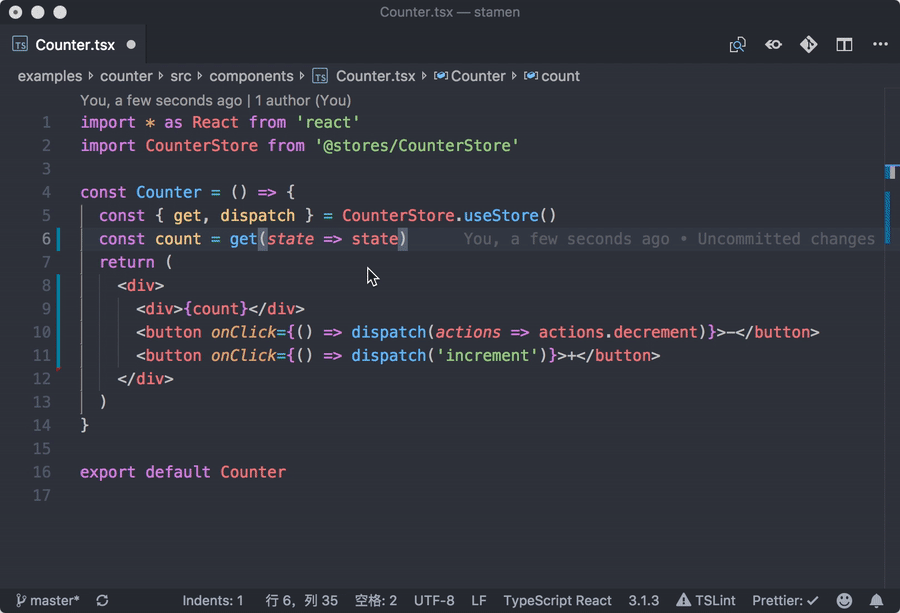 Counter.tsx — stamen
TS Counter.tsx ●
examples › counter › src › components › TS Counter.tsx › Counter › count
You, a few seconds ago | 1 author (You)
1 import * as React from 'react'
2 import CounterStore from '@stores/CounterStore'
3
4 const Counter = () => {
5   const { get, dispatch } = CounterStore.useStore()
6   const count = get(state => state)      You, a few seconds ago • Uncommitted changes
7   return (
8     <div>
9       <div>{count}</div>
10       <button onClick={() => dispatch(actions => actions.decrement)}>-</button>
11       <button onClick={() => dispatch('increment')}>+</button>
12     </div>
13   )
14 }
15
16 export default Counter
17
master* Indents: 1 行 6，列 35 空格: 2 UTF-8 LF TypeScript React 3.1.3 TSLint Prettier: ✓